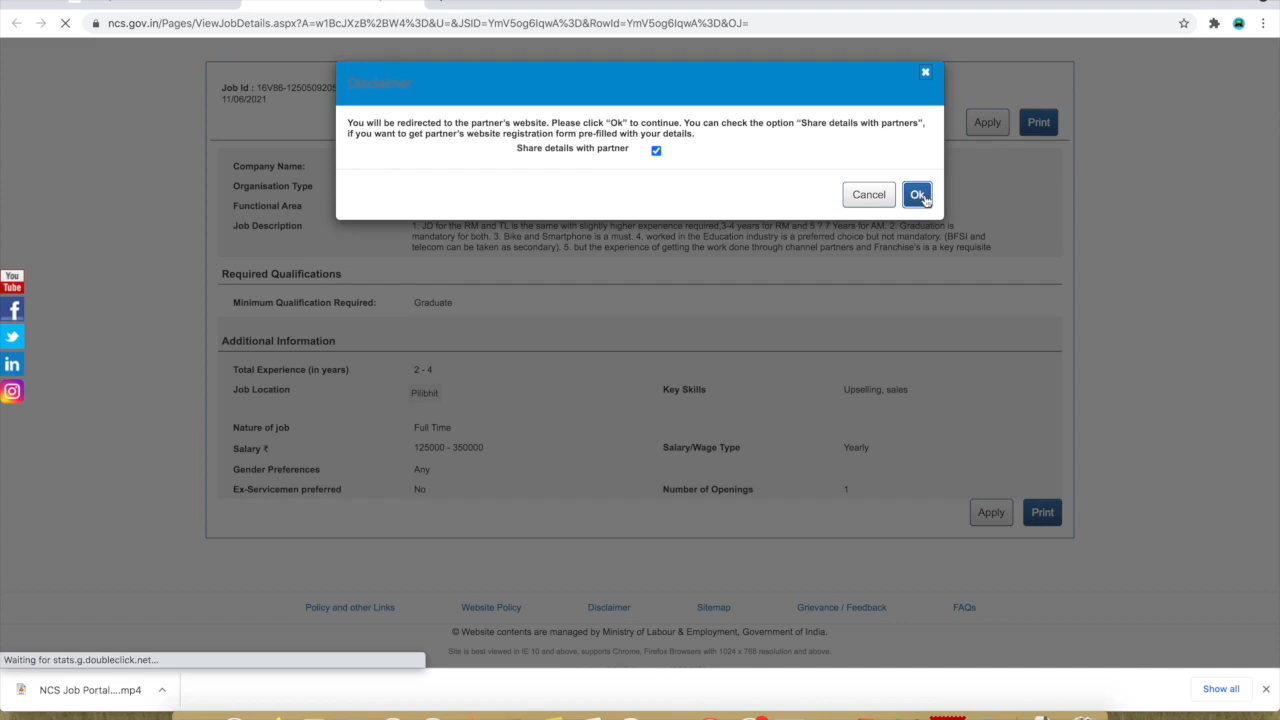 ncs.gov.in/Pages/ViewJobDetails.aspx?A=w1BcJXzB%2BW4%3D&U=&JSID=YmV5og6IqwA%3D&RowId=YmV5og6IqwA%3D&OJ=
Disclaimer
Job Id : 16V86-1250509205
11/06/2021
You will be redirected to the partner's website. Please click “Ok” to continue. You can check the option “Share details with partners”,
if you want to get partner's website registration form pre-filled with your details.
Share details with partner
Apply Print
Cancel Ok
Company Name:
Organisation Type
Functional Area
Job Description 1. JD for the RM and TL is the same with slightly higher experience required,3-4 years for RM and 5 ? 7 Years for AM. 2. Graduation is
mandatory for both. 3. Bike and Smartphone is a must. 4. worked in the Education industry is a preferred choice but not mandatory. (BFSI and
telecom can be taken as secondary). 5. but the experience of getting the work done through channel partners and Franchise's is a key requisite
Required Qualifications
Minimum Qualification Required: Graduate
Additional Information
Total Experience (in years) 2 - 4
Job Location Pilibhit Key Skills Upselling, sales
Nature of job Full Time
Salary ₹ 125000 - 350000 Salary/Wage Type Yearly
Gender Preferences Any
Ex-Servicemen preferred No Number of Openings 1
Apply Print
You
Tube
Policy and other Links Website Policy Disclaimer Sitemap Grievance / Feedback FAQs
© Website contents are managed by Ministry of Labour & Employment, Government of India.
Site is best viewed in IE 10 and above, supports Chrome, Firefox Browsers with 1024 x 768 resolution and above.
Waiting for stats.g.doubleclick.net...
NCS Job Portal....mp4 Show all